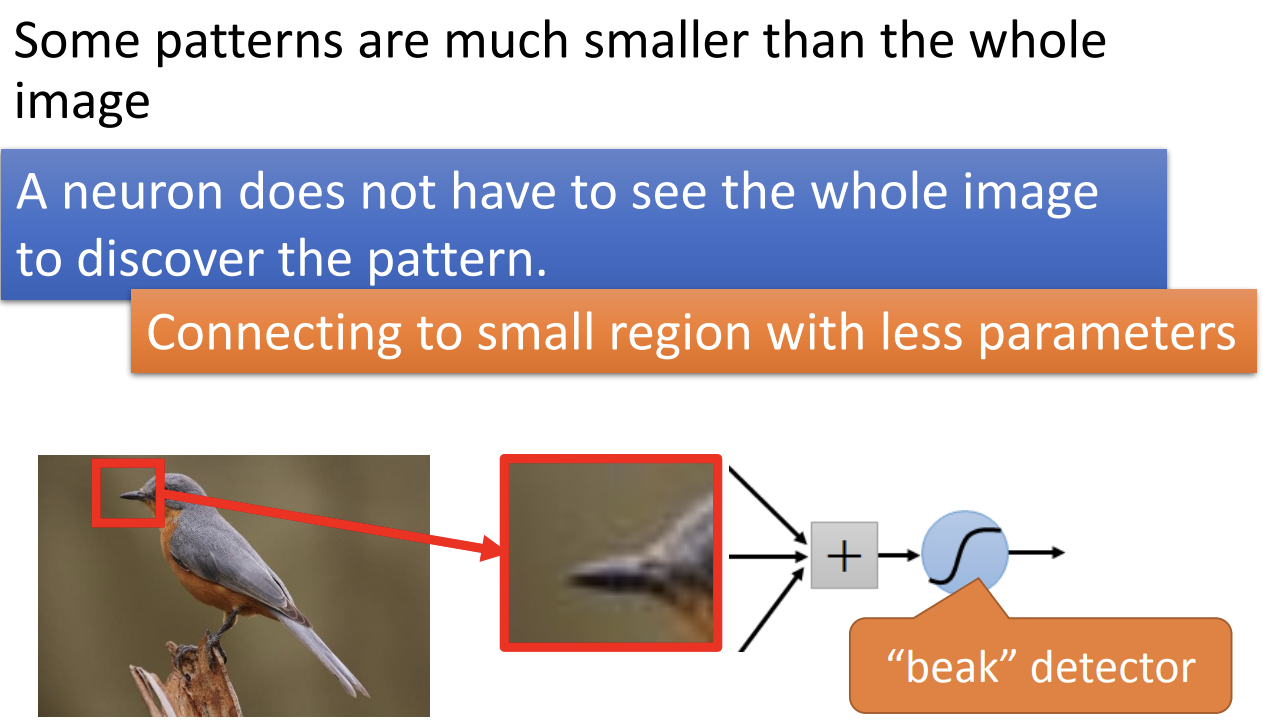 Some patterns are much smaller than the whole
image
A neuron does not have to see the whole image
to discover the pattern.
Connecting to small region with less parameters
+
“beak” detector